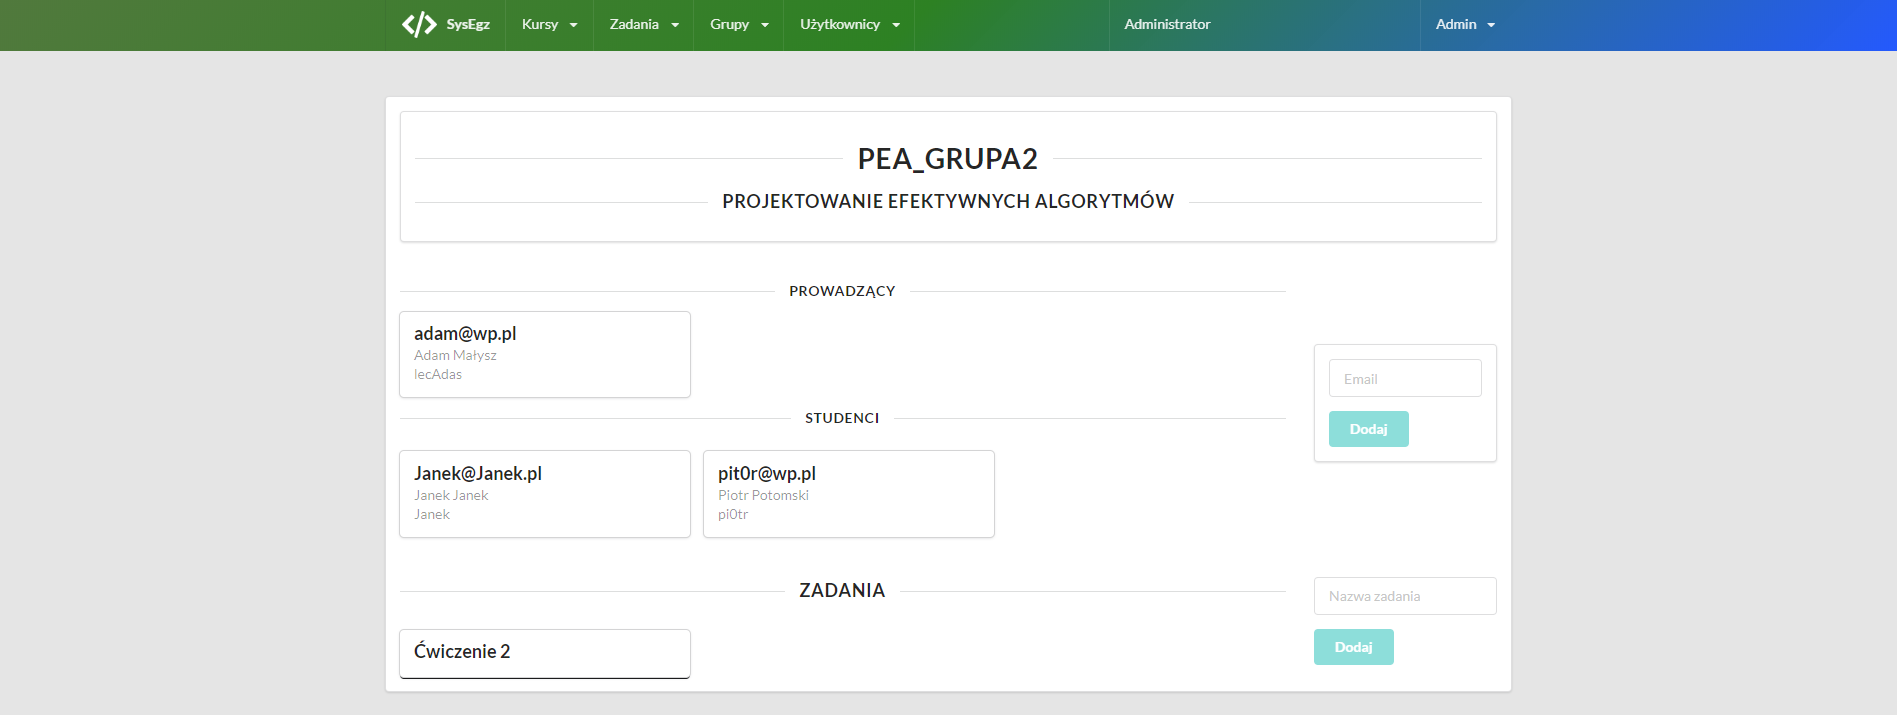 SysEgz Kursy Zadania Grupy Użytkownicy Administrator Admin
PEA_GRUPA2
PROJEKTOWANIE EFEKTYWNYCH ALGORYTMÓW
PROWADZĄCY
adam@wp.pl
Adam Małysz
lecAdas
Email
Dodaj
STUDENCI
Janek@Janek.pl
Janek Janek
Janek
pit0r@wp.pl
Piotr Potomski
pi0tr
ZADANIA
Nazwa zadania
Dodaj
Ćwiczenie 2